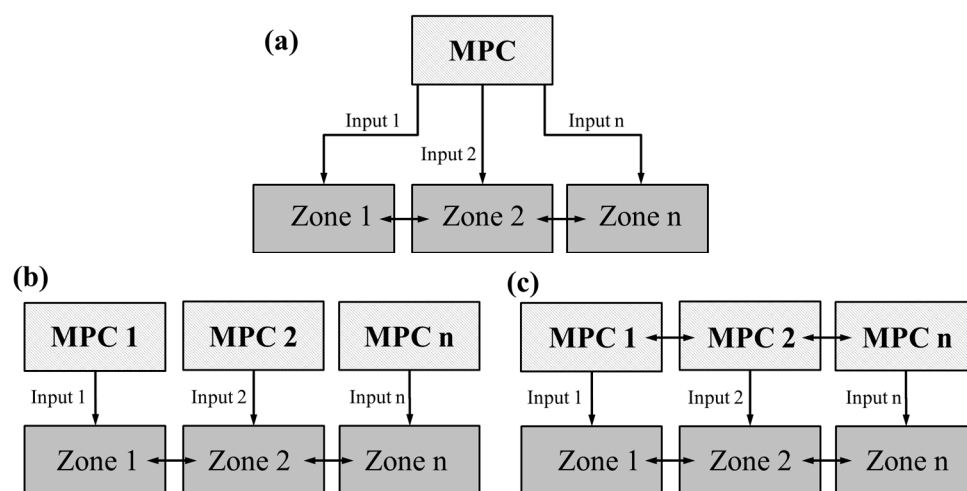 (a)
MPC
Input 1
Input 2
Input n
Zone 1
Zone 2
Zone n
(b)
MPC 1
MPC 2
MPC n
Input 1
Input 2
Input n
Zone 1
Zone 2
Zone n
(c)
MPC 1
MPC 2
MPC n
Input 1
Input 2
Input n
Zone 1
Zone 2
Zone n